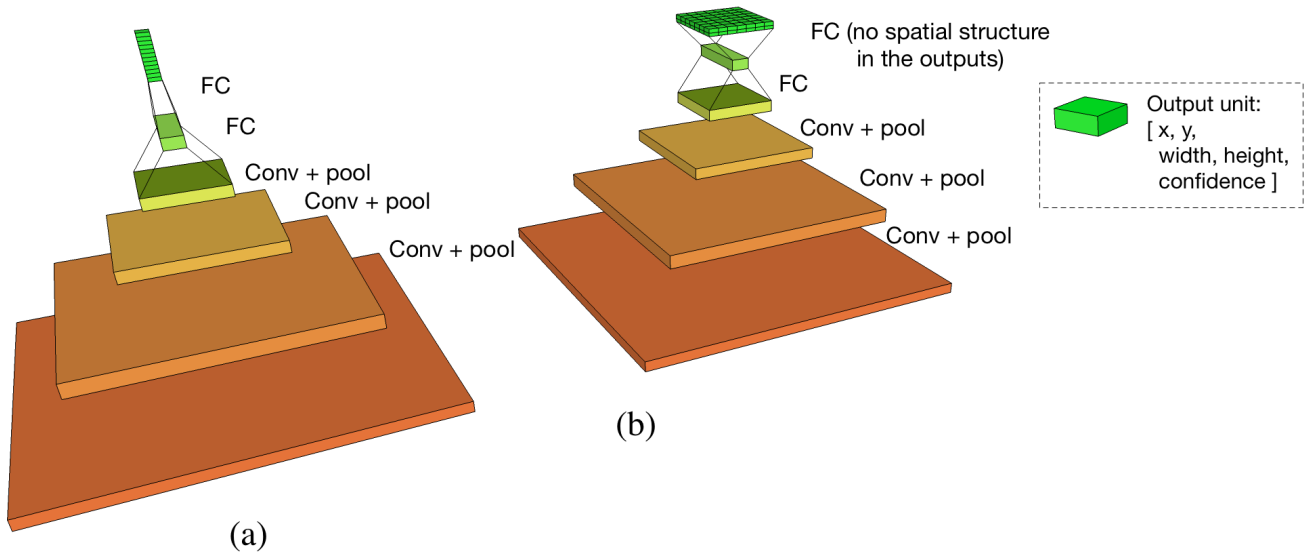 FC
FC
Conv + pool
Conv + pool
Conv + pool
(a)
FC (no spatial structure
in the outputs)
FC
Conv + pool
Conv + pool
Conv + pool
(b)
Output unit:
[ x, y,
width, height,
confidence ]